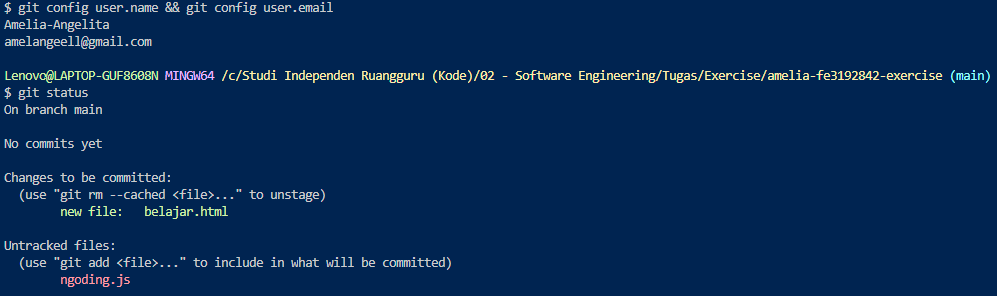 $ git config user.name && git config user.email
Amelia-Angelita
amelangeell@gmail.com
Lenovo@LAPTOP-GUF8608N MINGW64 /c/Studi Independen Ruangguru (Kode)/02 - Software Engineering/Tugas/Exercise/amelia-fe3192842-exercise (main)
$ git status
On branch main
No commits yet
Changes to be committed:
(use "git rm --cached <file>..." to unstage)
new file:   belajar.html
Untracked files:
(use "git add <file>..." to include in what will be committed)
ngoding.js